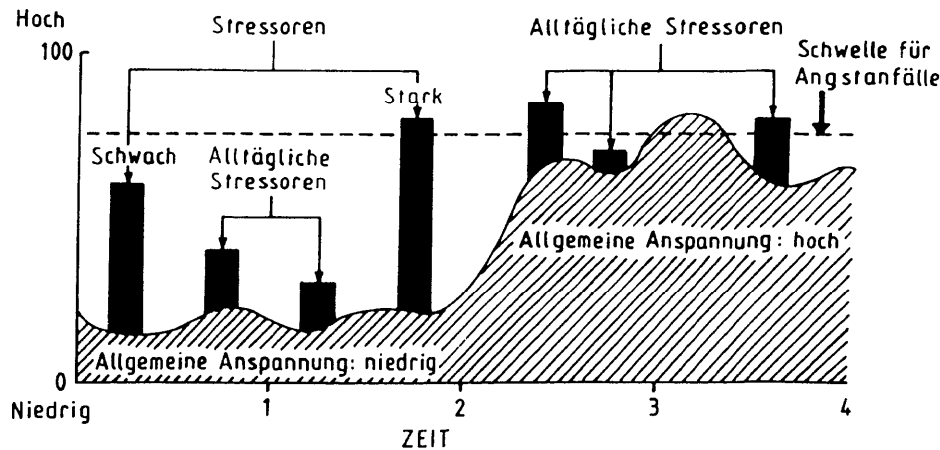 Hoch
100
Stressoren
Alltägliche Stressoren
Schwelle für
Angstanfälle
Stark
Schwach
Alltägliche
Stressoren
Allgemeine Anspannung: hoch
Allgemeine Anspannung: niedrig
0
Niedrig
1
2
3
4
ZEIT